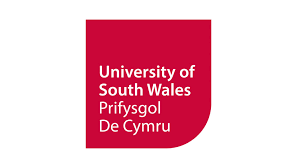 University of
South Wales
Prifysgol
De Cymru